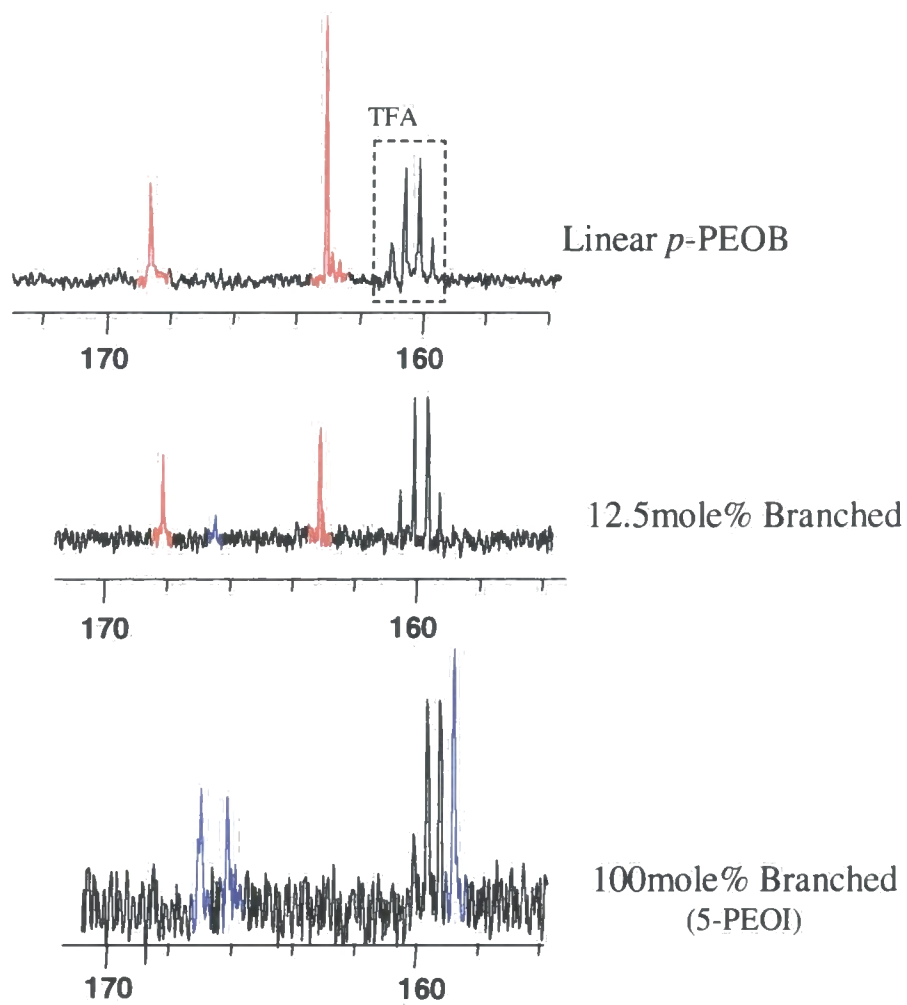 TFA
Linear p-PEOB
170 160
12.5mole% Branched
170 160
100mole% Branched
(5-PEOI)
170 160